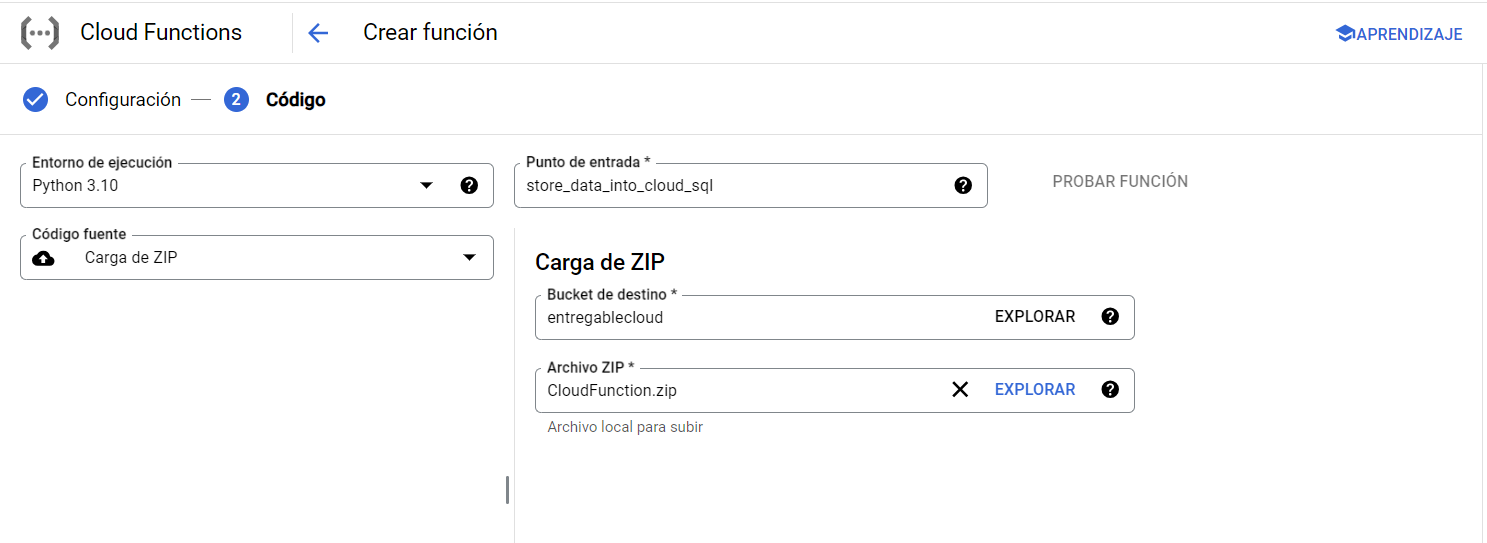 Cloud Functions
Crear función
APRENDIZAJE
Configuración
2
Código
Entorno de ejecución
Python 3.10
Punto de entrada *
store_data_into_cloud_sql
PROBAR FUNCIÓN
Código fuente
Carga de ZIP
Carga de ZIP
Bucket de destino *
entregablecloud
EXPLORAR
Archivo ZIP *
CloudFunction.zip
EXPLORAR
Archivo local para subir